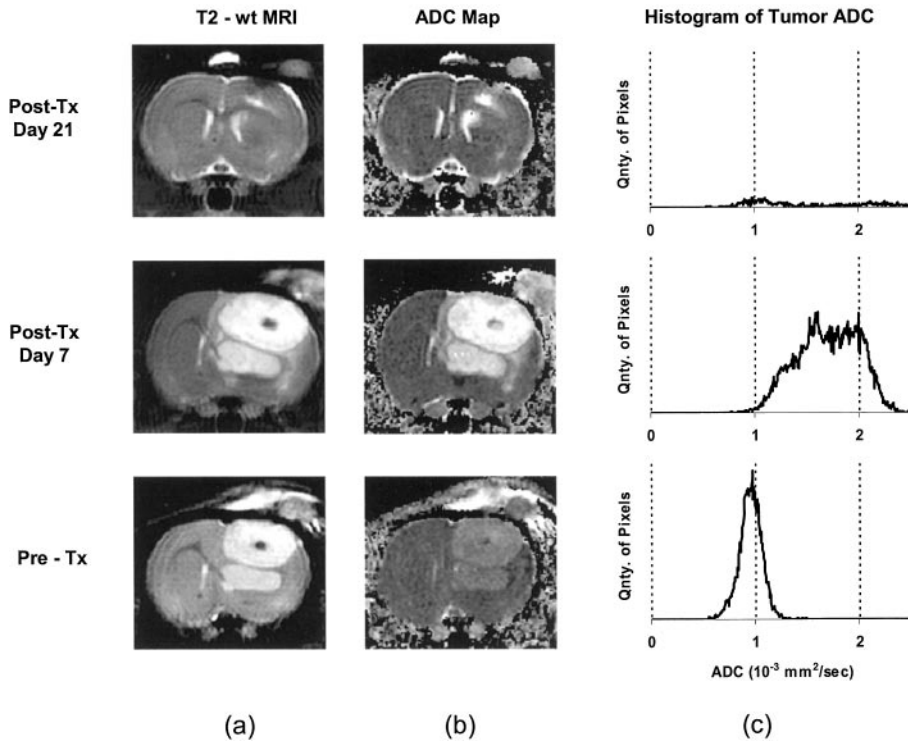 T2 - wt MRI
ADC Map
Histogram of Tumor ADC
Post-Tx
Day 21
Qnty. of Pixels
0 1 2
Post-Tx
Day 7
Qnty. of Pixels
0 1 2
Pre - Tx
Qnty. of Pixels
0 1 2
ADC (10⁻³ mm²/sec)
(a) (b) (c)